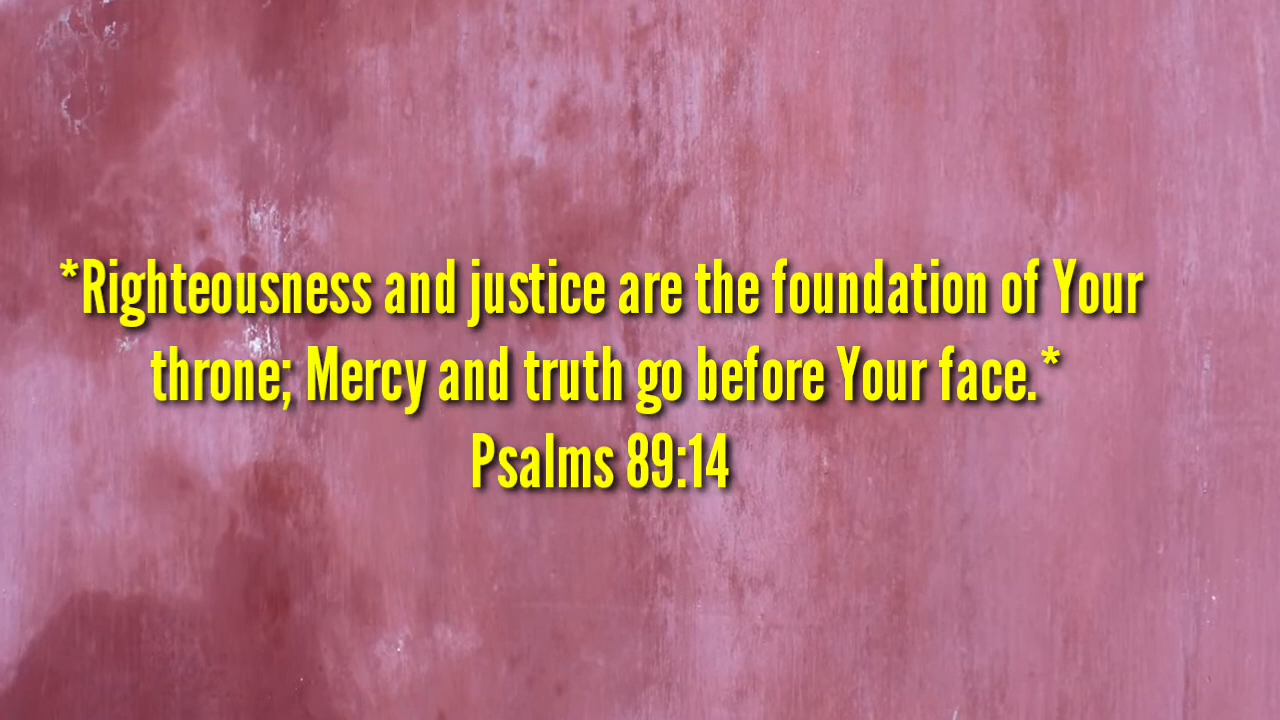 *Righteousness and justice are the foundation of Your
throne; Mercy and truth go before Your face.*
Psalms 89:14